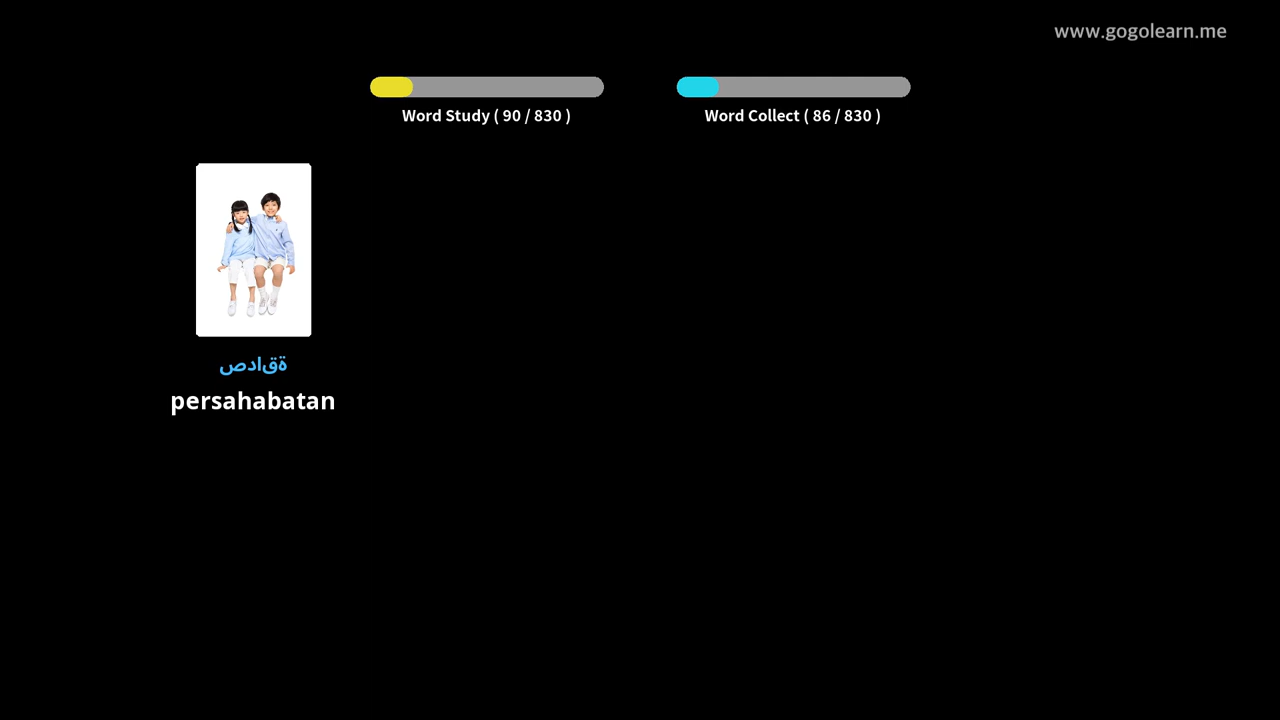 www.gogolearn.me
Word Study ( 90 / 830 )
Word Collect ( 86 / 830 )
ةقادص
persahabatan